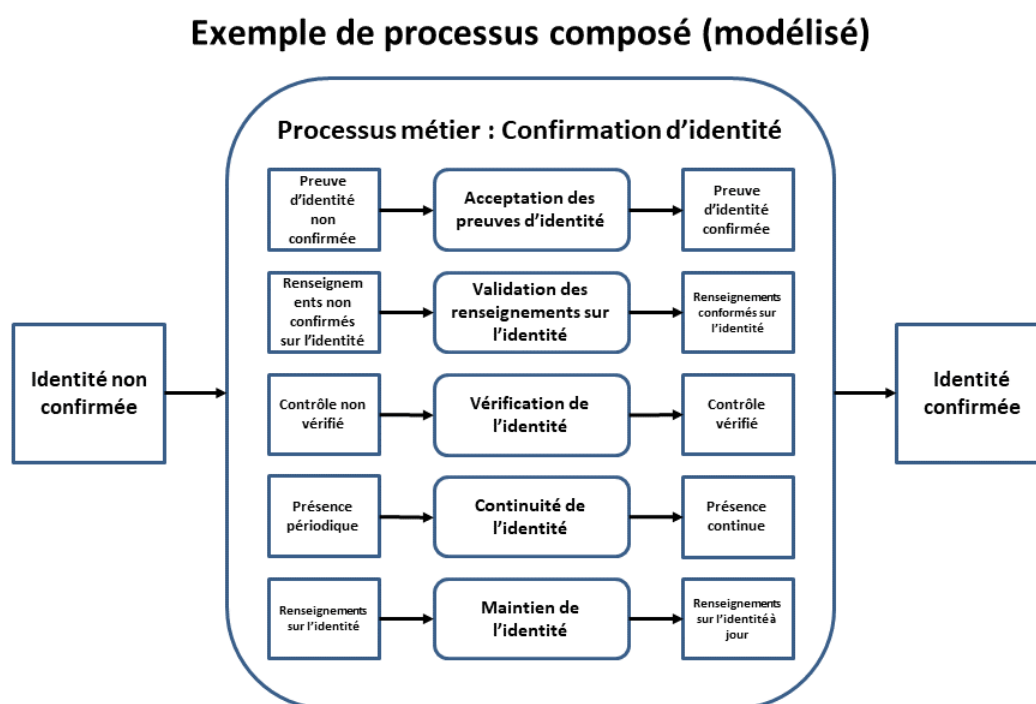 Exemple de processus composé (modélisé)
Processus métier : Confirmation d'identité
Identité non
confirmée
Preuve
d'identité
non
confirmée
Acceptation des
preuves d'identité
Preuve
d'identité
confirmée
Renseignem
ents non
confirmés
sur l'identité
Validation des
renseignements sur
l'identité
Renseignements
conformés sur
l'identité
Contrôle non
vérifié
Vérification de
l'identité
Contrôle
vérifié
Présence
périodique
Continuité de
l'identité
Présence
continue
Renseignements
sur l'identité
Maintien de
l'identité
Renseignements
sur l'identité à
jour
Identité
confirmée